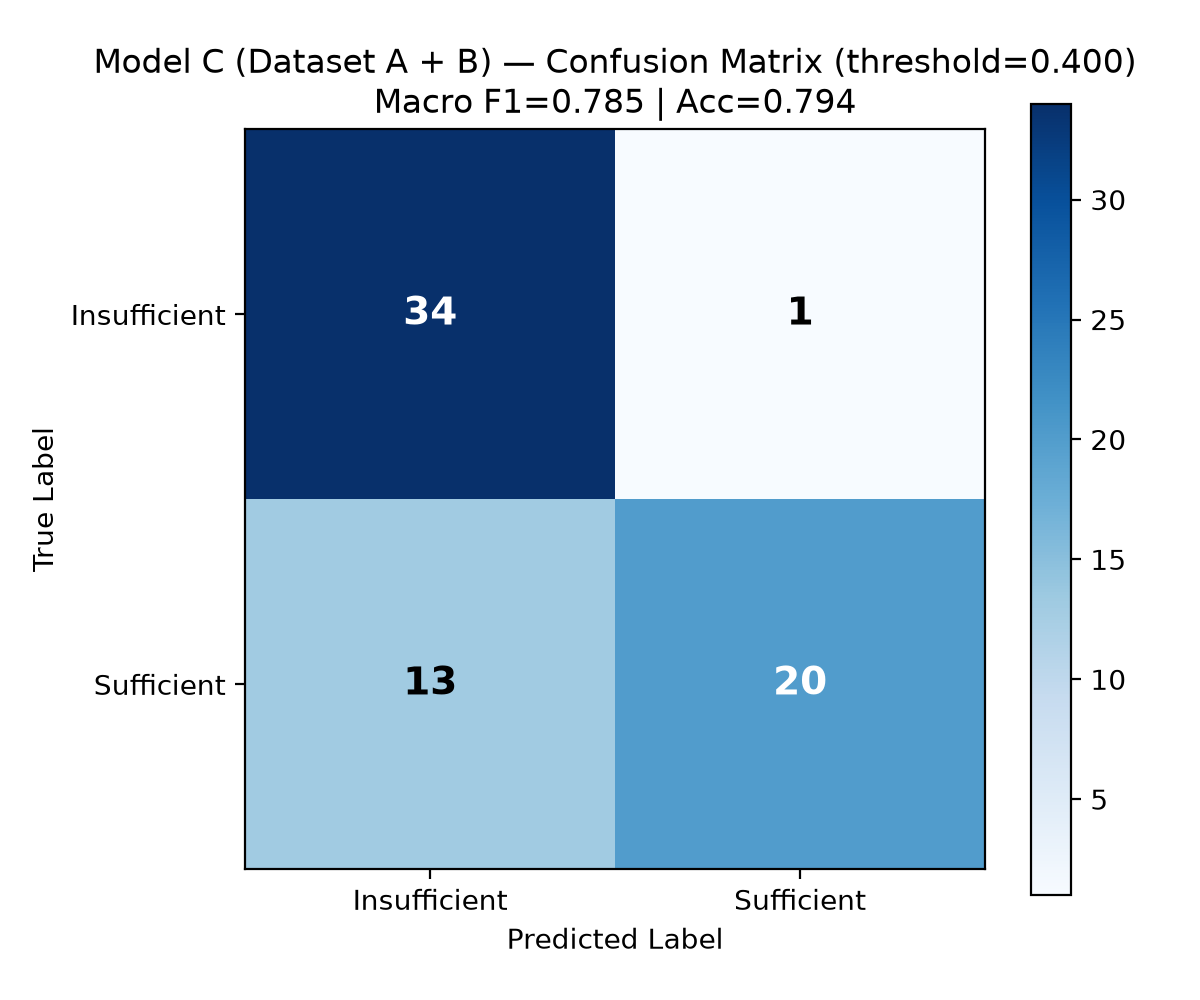 Model C (Dataset A + B) — Confusion Matrix (threshold=0.400)
Macro F1=0.785 | Acc=0.794
Insufficient
34
1
Sufficient
13
20
True Label
Insufficient
Sufficient
Predicted Label
30
25
20
15
10
5